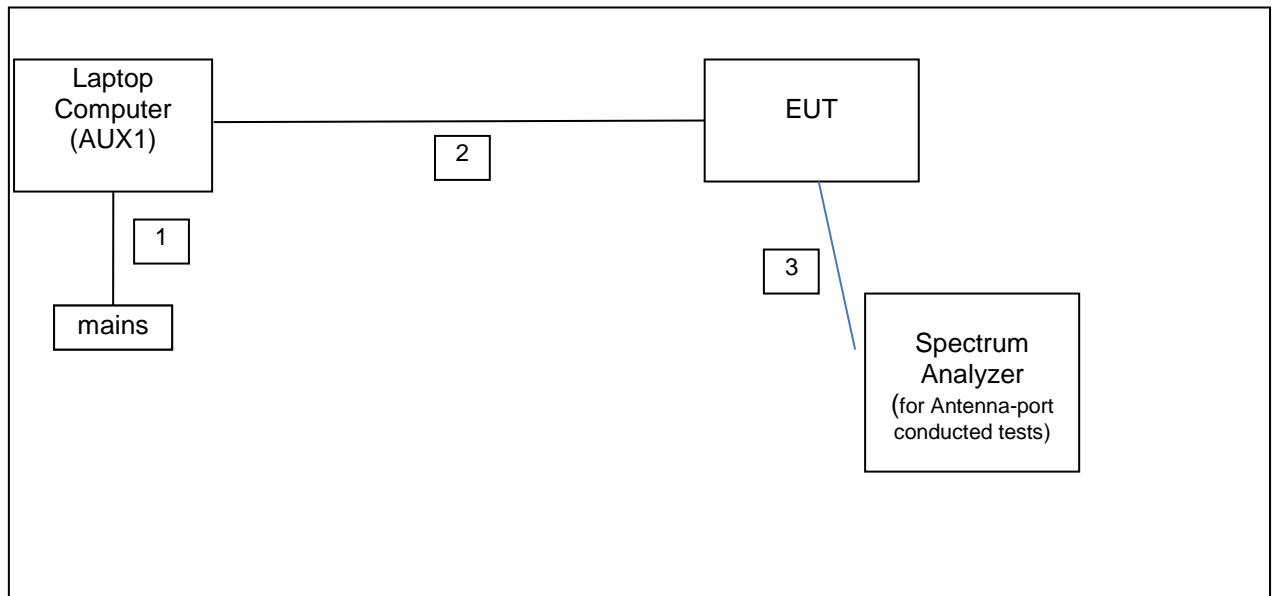 Laptop
Computer
(AUX1)
EUT
2
1
3
mains
Spectrum
Analyzer
(for Antenna-port
conducted tests)